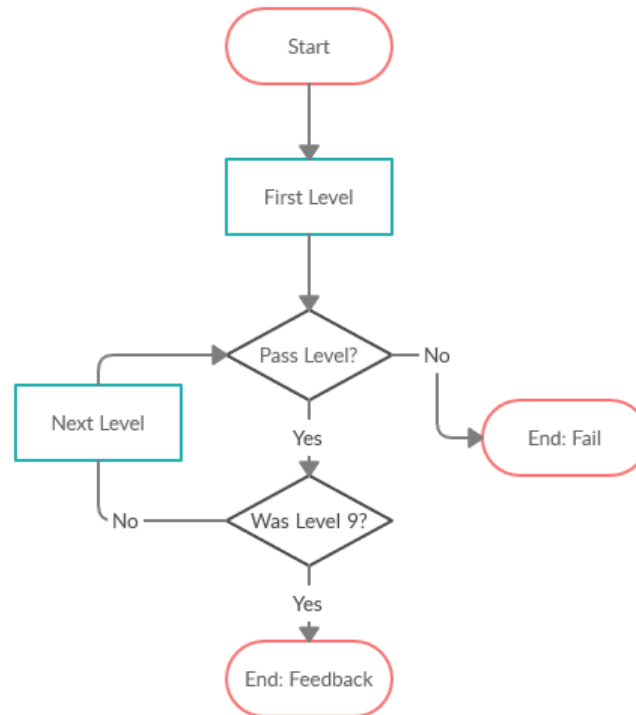 Start
First Level
Pass Level?
No
Next Level
Yes
End: Fail
No
Was Level 9?
Yes
End: Feedback